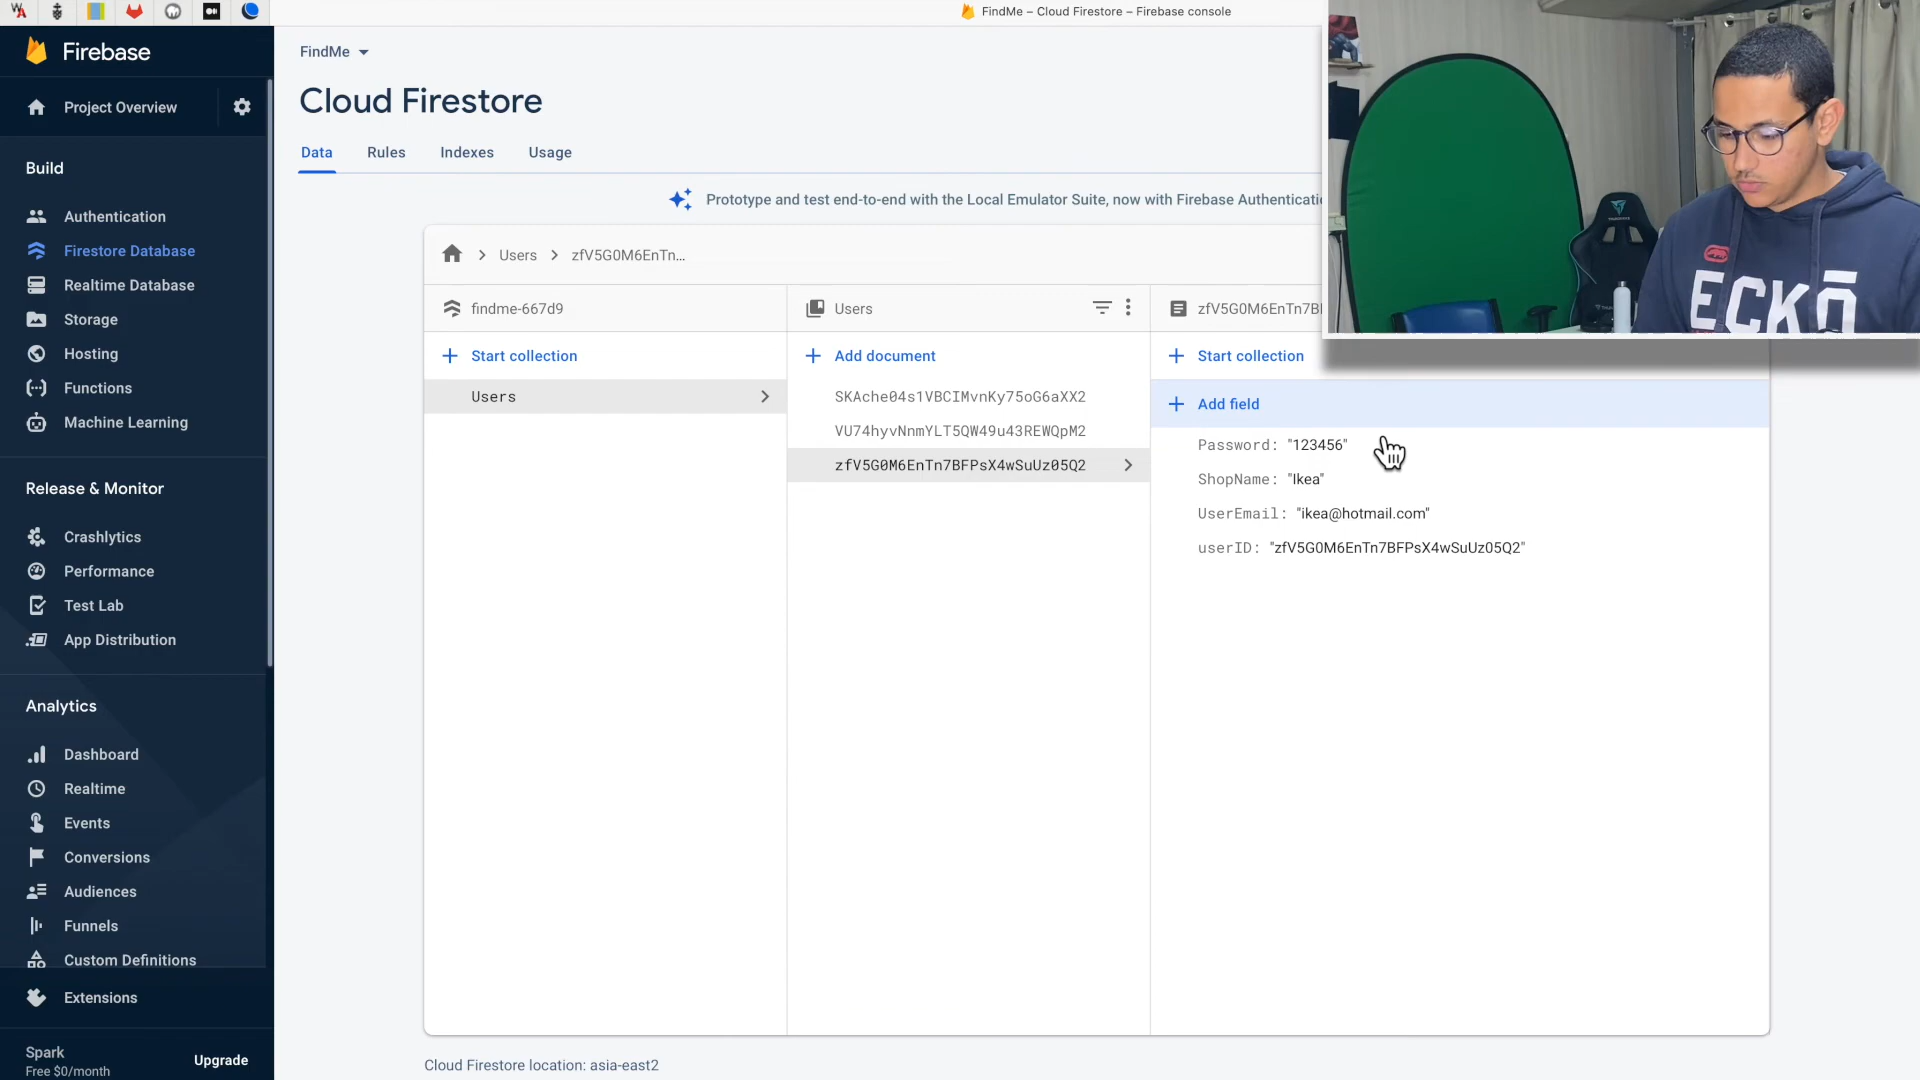 FindMe – Cloud Firestore – Firebase console
Firebase
Project Overview
Build
Authentication
Firestore Database
Realtime Database
Storage
Hosting
Functions
Machine Learning
Release & Monitor
Crashlytics
Performance
Test Lab
App Distribution
Analytics
Dashboard
Realtime
Events
Conversions
Audiences
Funnels
Custom Definitions
Extensions
Spark
Free $0/month
Upgrade
FindMe
Cloud Firestore
Data Rules Indexes Usage
Prototype and test end-to-end with the Local Emulator Suite, now with Firebase Authenticatio
Users zfV5G0M6EnTn...
findme-667d9
Start collection
Users
Users
Add document
SKAche04s1VBCIMvnKy75oG6aXX2
VU74hyvNnmYLT5QW49u43REWQpM2
zfV5G0M6EnTn7BFPsX4wSuUz05Q2
zfV5G0M6EnTn7BF
Start collection
Add field
Password: "123456"
ShopName: "Ikea"
UserEmail: "ikea@hotmail.com"
userID: "zfV5G0M6EnTn7BFPsX4wSuUz05Q2"
Cloud Firestore location: asia-east2
ECKŌ